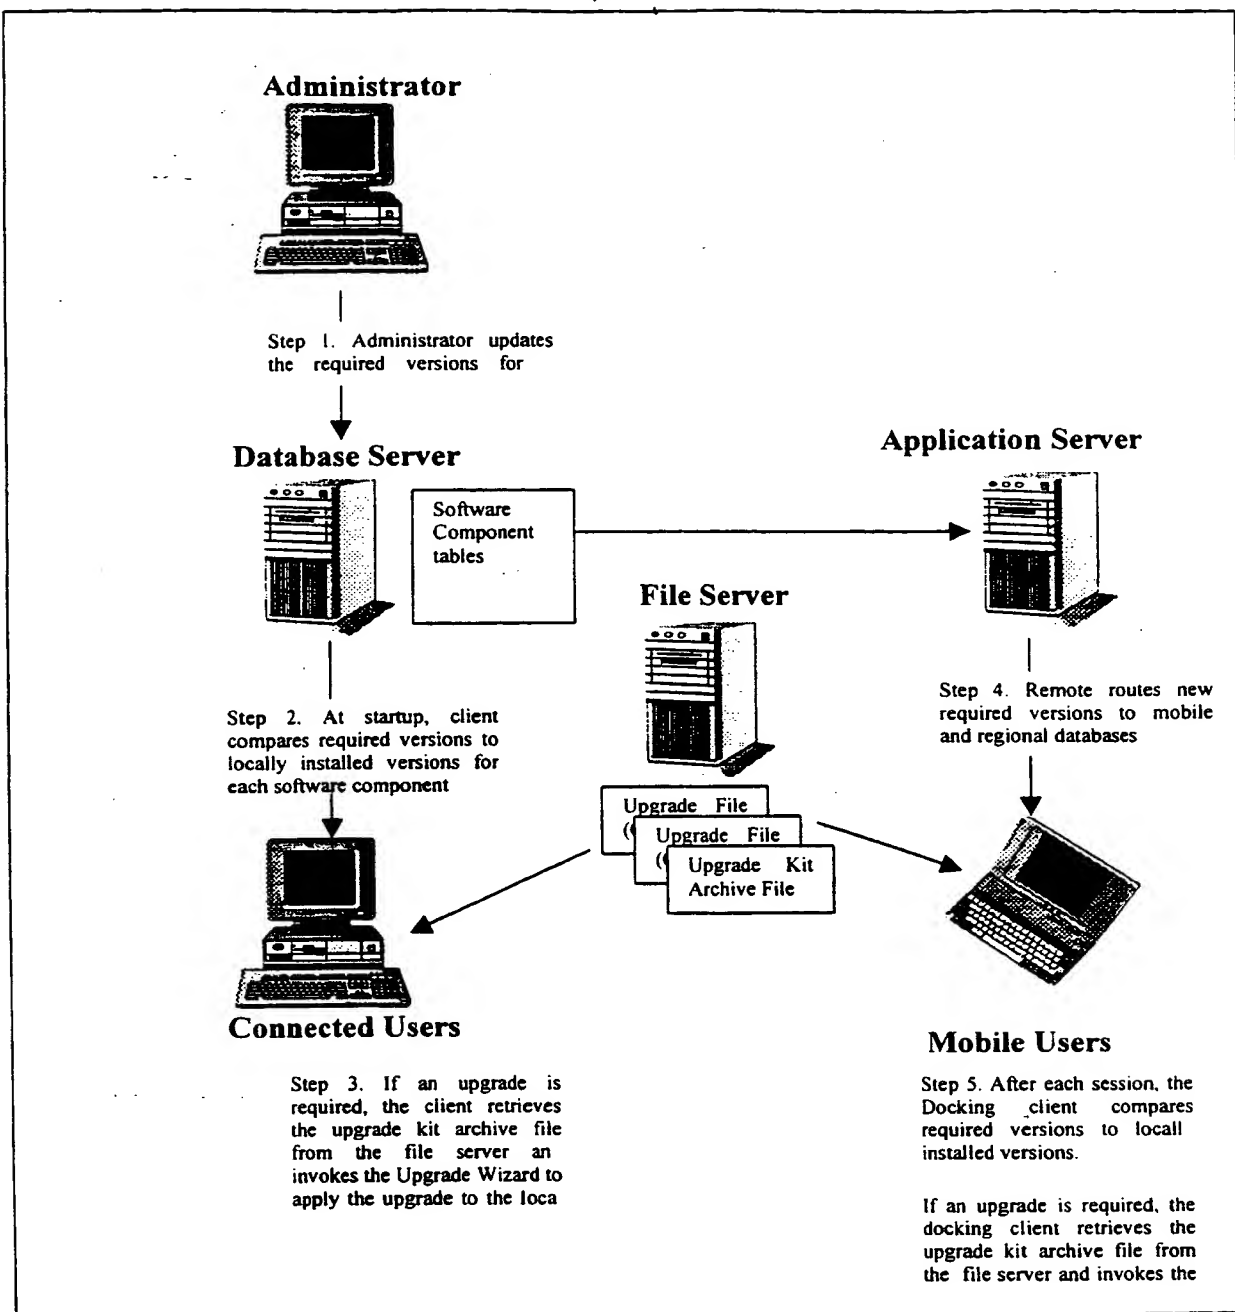 Administrator
Step 1. Administrator updates
the required versions for
Database Server
Application Server
Software
Component
tables
File Server
Step 2. At startup, client
compares required versions to
locally installed versions for
each software component
Step 4. Remote routes new
required versions to mobile
and regional databases
Upgrade File
(
Upgrade File
(
Upgrade Kit
Archive File
Connected Users
Mobile Users
Step 3. If an upgrade is
required, the client retrieves
the upgrade kit archive file
from the file server an
invokes the Upgrade Wizard to
apply the upgrade to the loca
Step 5. After each session, the
Docking client compares
required versions to locall
installed versions.
If an upgrade is required, the
docking client retrieves the
upgrade kit archive file from
the file server and invokes the